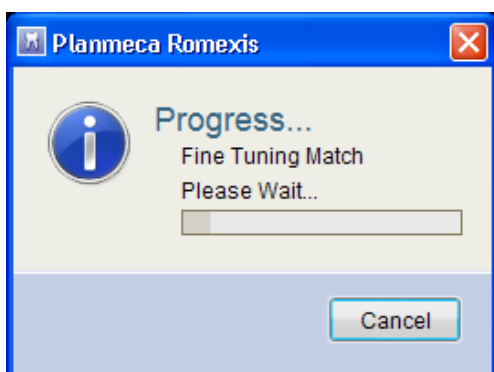 Planmeca Romexis
Progress...
Fine Tuning Match
Please Wait...
Cancel